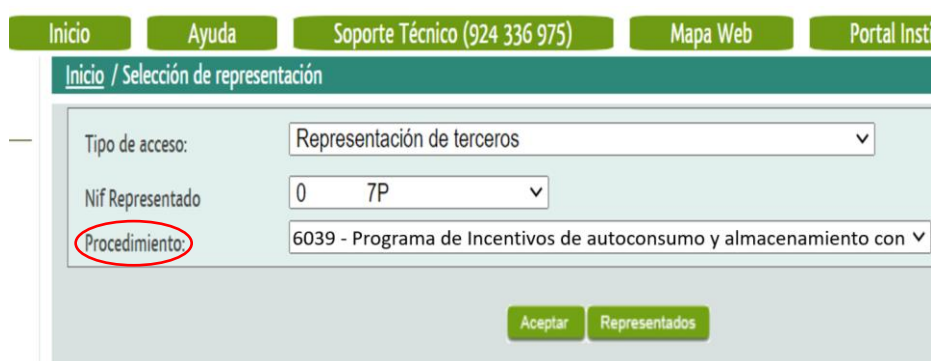 Inicio Ayuda Soporte Técnico (924 336 975) Mapa Web Portal Insti
Inicio / Selección de representación
Tipo de acceso: Representación de terceros
Nif Representado 0 7P
Procedimiento: 6039 - Programa de Incentivos de autoconsumo y almacenamiento con
Aceptar Representados